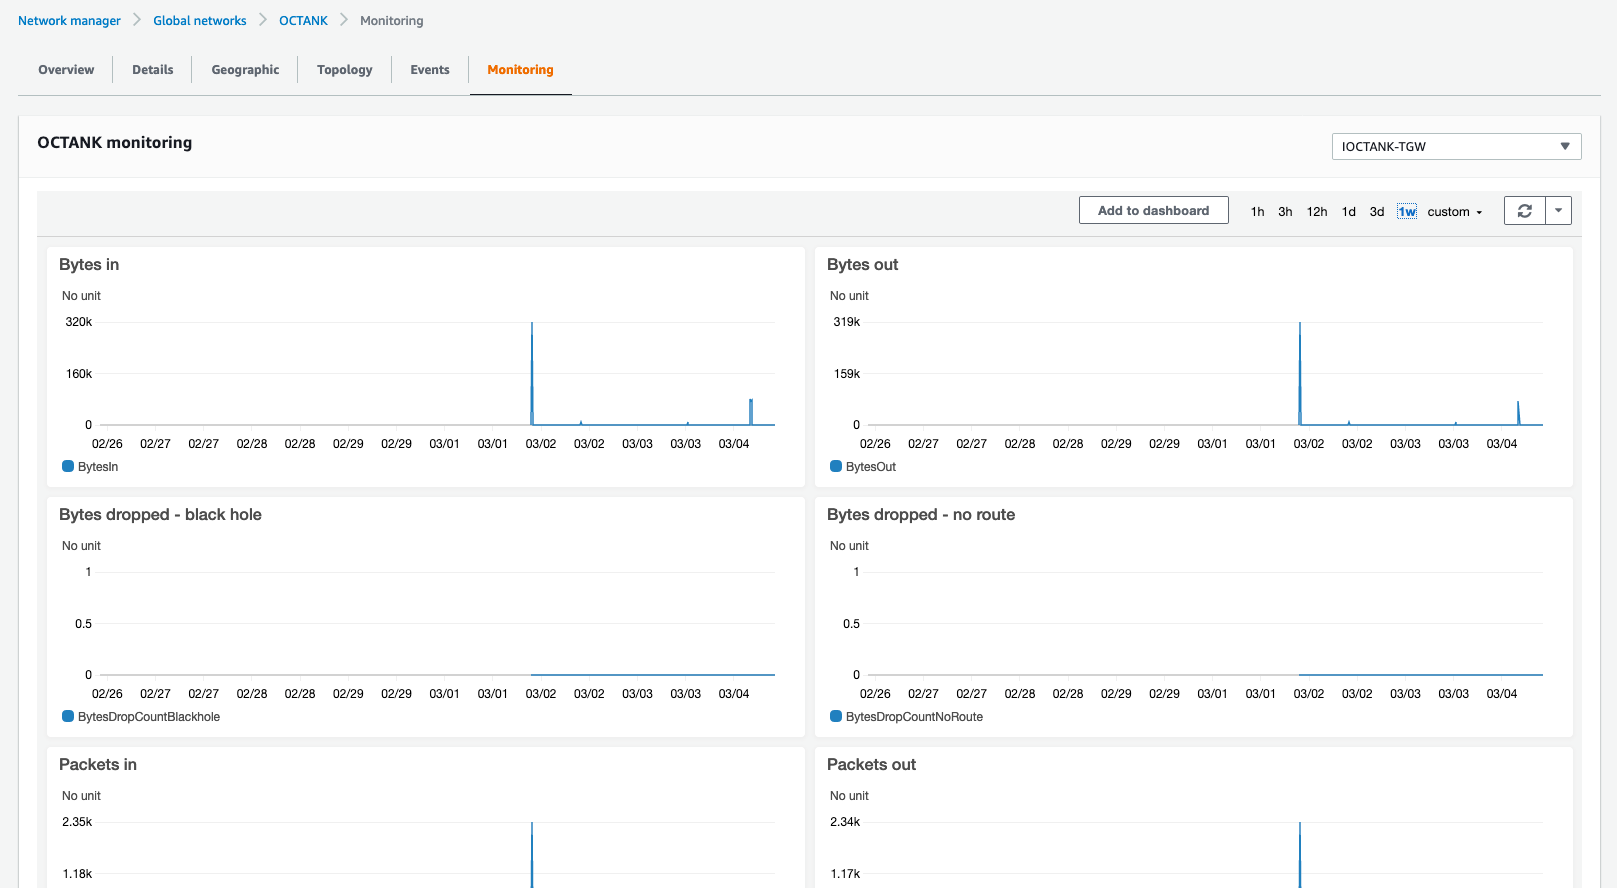 Network manager > Global networks > OCTANK > Monitoring
Overview Details Geographic Topology Events Monitoring
OCTANK monitoring
IOCTANK-TGW
Add to dashboard 1h 3h 12h 1d 3d 1w custom
Bytes in
No unit
320k
160k
0
02/26 02/27 02/27 02/28 02/28 02/29 02/29 03/01 03/01 03/02 03/02 03/03 03/03 03/04
BytesIn
Bytes out
No unit
319k
159k
0
02/26 02/27 02/27 02/28 02/28 02/29 02/29 03/01 03/01 03/02 03/02 03/03 03/03 03/04
BytesOut
Bytes dropped - black hole
No unit
1
0.5
0
02/26 02/27 02/27 02/28 02/28 02/29 02/29 03/01 03/01 03/02 03/02 03/03 03/03 03/04
BytesDropCountBlackhole
Bytes dropped - no route
No unit
1
0.5
0
02/26 02/27 02/27 02/28 02/28 02/29 02/29 03/01 03/01 03/02 03/02 03/03 03/03 03/04
BytesDropCountNoRoute
Packets in
No unit
2.35k
1.18k
Packets out
No unit
2.34k
1.17k